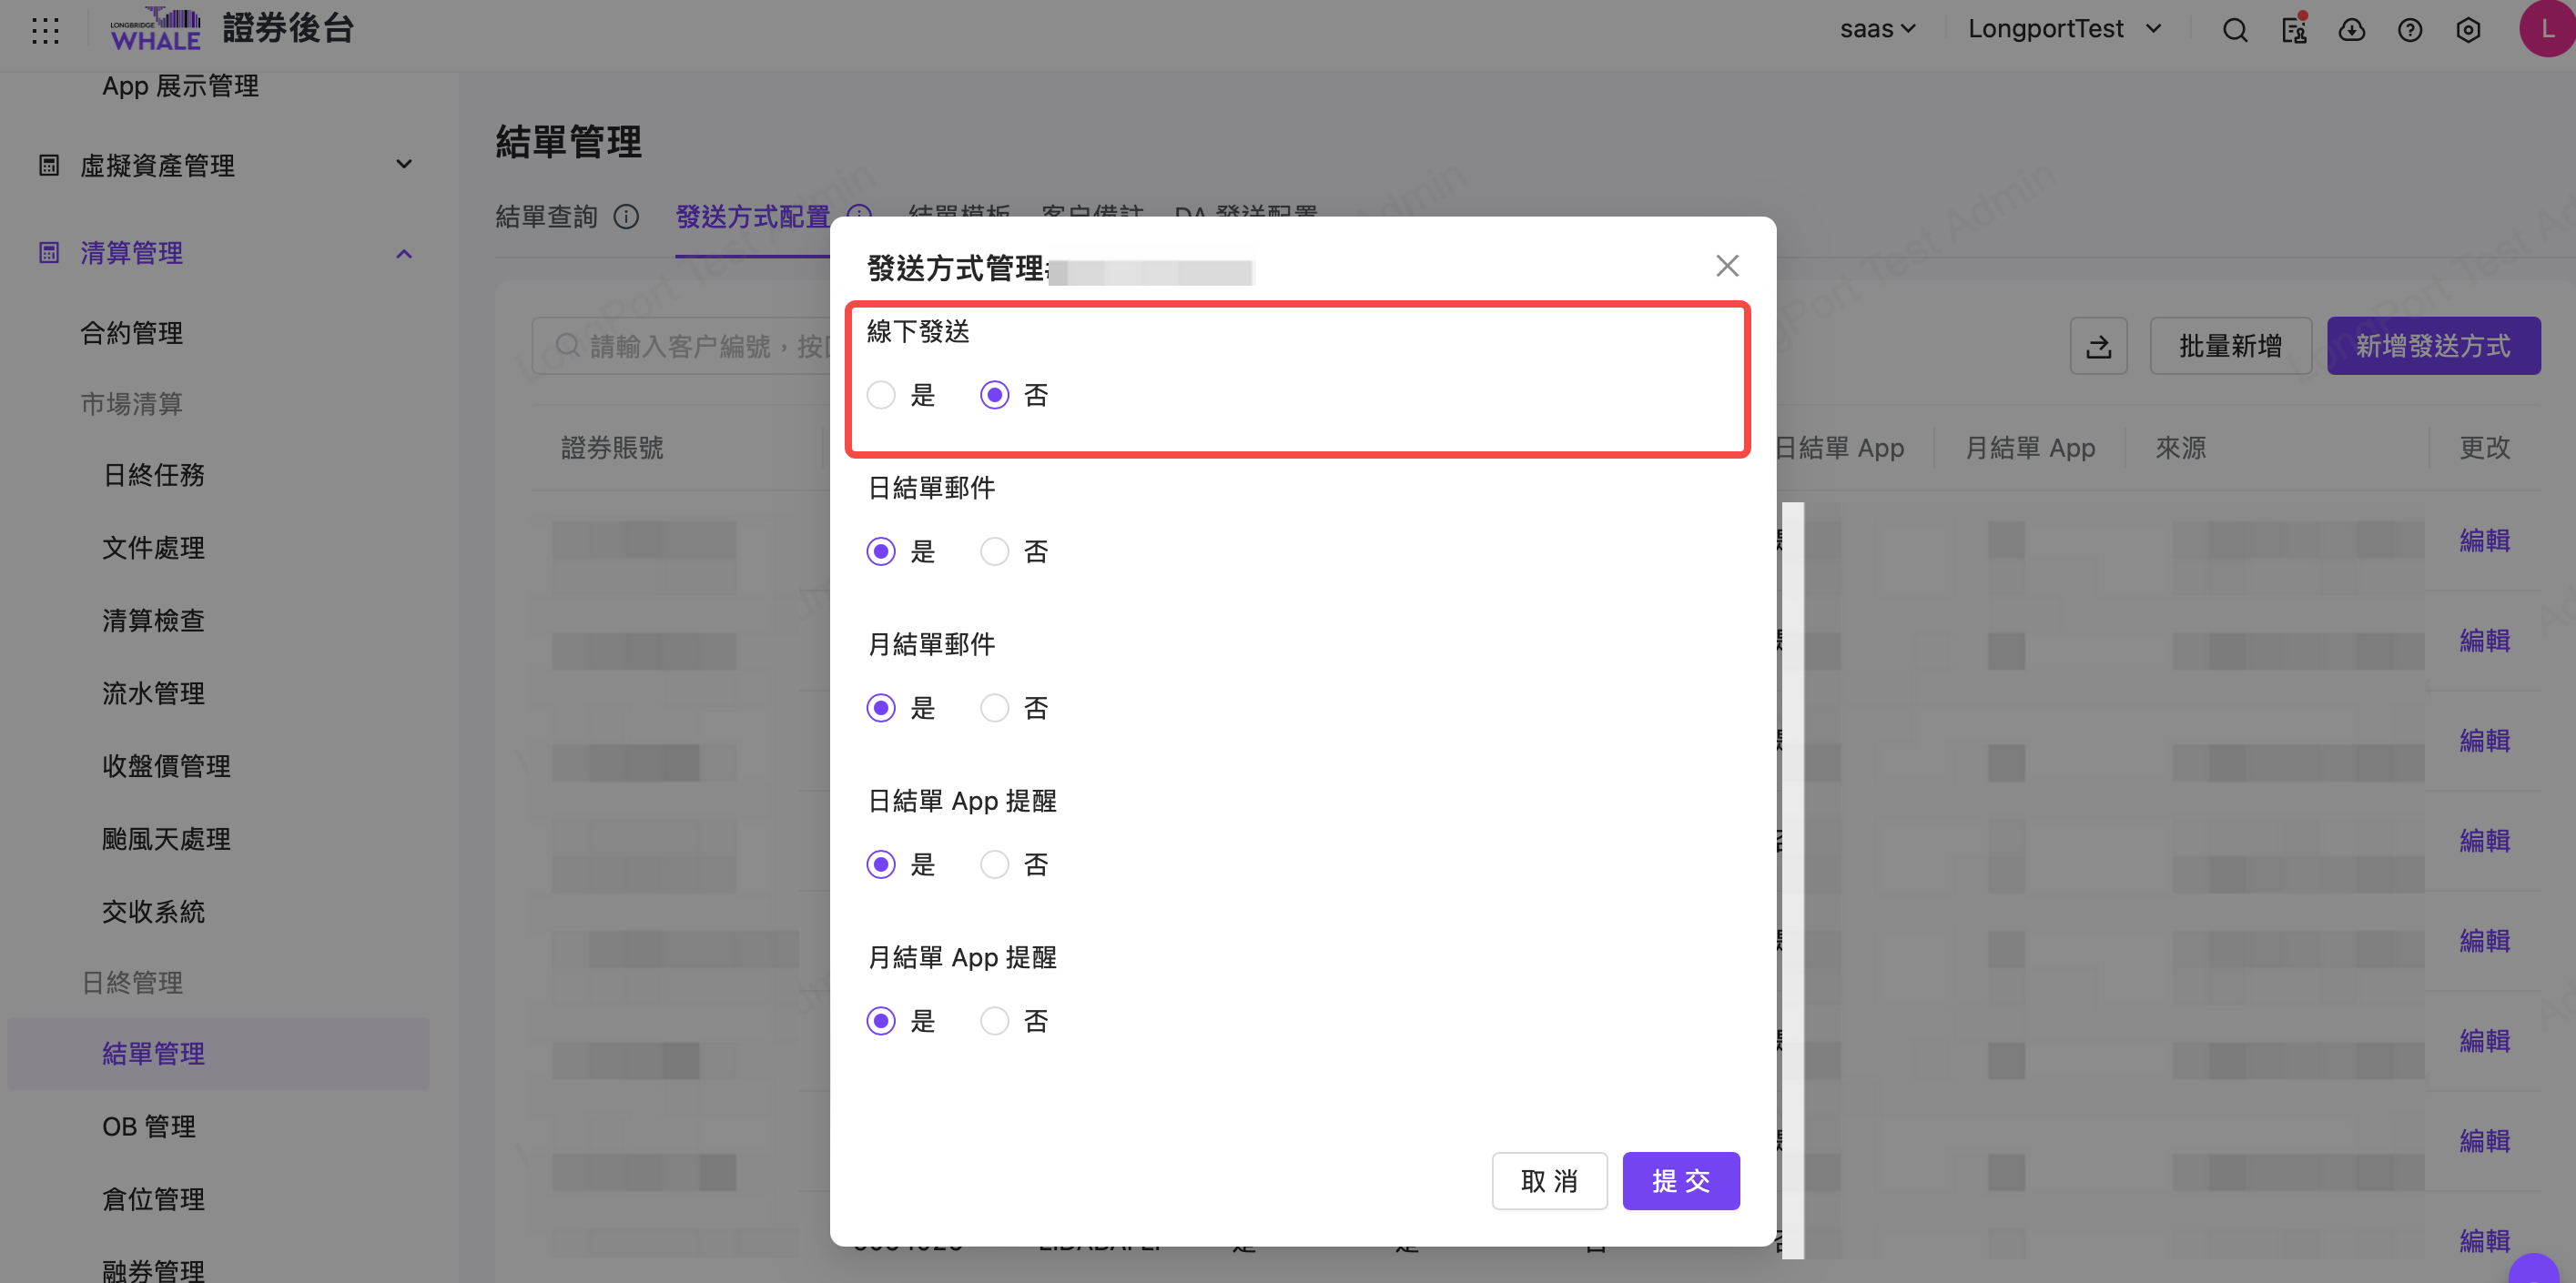 LONGBRIDGE
WHALE
證券後台
saas
LongportTest
L
App 展示管理
虛擬資產管理
清算管理
合約管理
市場清算
日終任務
文件處理
清算檢查
流水管理
收盤價管理
颱風天處理
交收系統
日終管理
結單管理
OB 管理
倉位管理
融券管理
結單管理
結單查詢
發送方式配置
結單模板
客户備註
DA 發送配置
請輸入客户編號，按
批量新增
新增發送方式
證券賬號
日結單 App
月結單 App
來源
更改
編輯
編輯
編輯
編輯
編輯
編輯
編輯
編輯
發送方式管理
線下發送
是
否
日結單郵件
是
否
月結單郵件
是
否
日結單 App 提醒
是
否
月結單 App 提醒
是
否
取 消
提 交
LongPort Test Admin